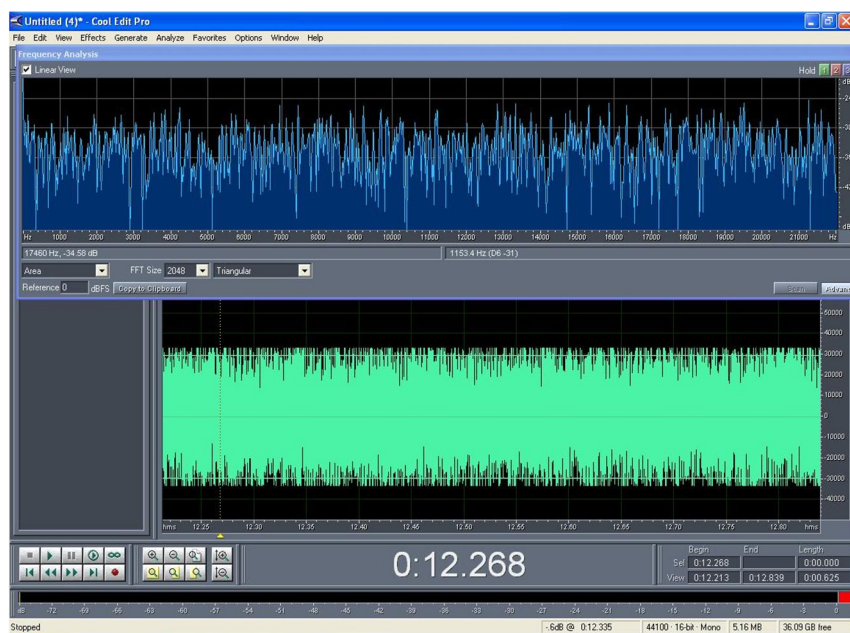 Untitled (4)* - Cool Edit Pro
File Edit View Effects Generate Analyze Favorites Options Window Help
Frequency Analysis
Linear View Hold 1 2 3
dB
Hz 1000 2000 3000 4000 5000 6000 7000 8000 9000 10000 11000 12000 13000 14000 15000 16000 17000 18000 19000 20000 21000 Hz
17460 Hz, -34.58 dB 1153.4 Hz (D6 -31)
Area FFT Size 2048 Triangular
Reference 0 dBFS Copy to Clipboard Scan Advan
50000
40000
30000
20000
10000
0
-10000
-20000
-30000
-40000
hms 12.25 12.30 12.35 12.40 12.45 12.50 12.55 12.60 12.65 12.70 12.75 12.80 hms
0:12.268
Begin End Length
Sel 0:12.268 0:00.000
View 0:12.213 0:12.839 0:00.625
dB -72 -69 -66 -63 -60 -57 -54 -51 -48 -45 -42 -39 -36 -33 -30 -27 -24 -21 -18 -15 -12 -9 -6 -3 0
Stopped -.6dB @ 0:12.335 44100 · 16-bit · Mono 5.16 MB 36.09 GB free